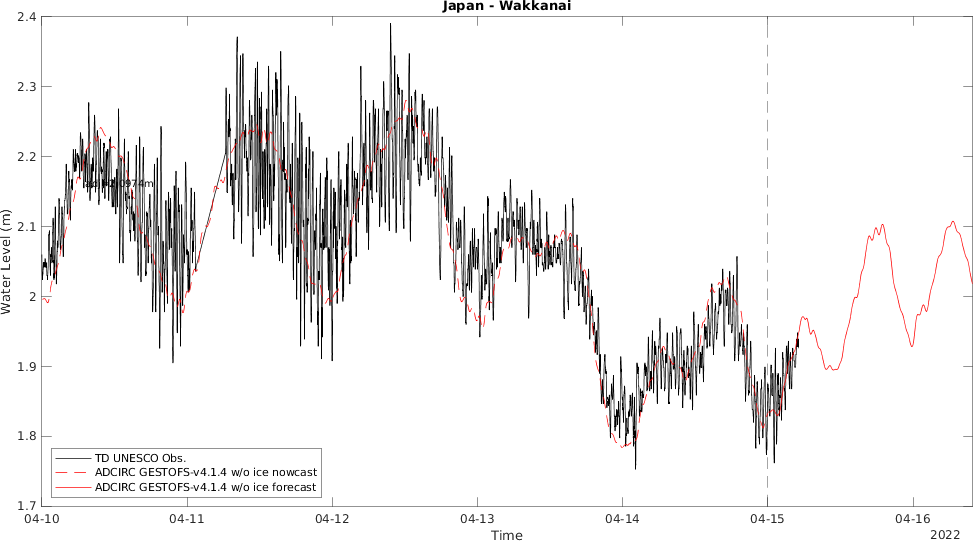 Japan - Wakkanai
2.4
2.3
2.2
2.1
2
1.9
1.8
1.7
Water Level (m)
TD UNESCO Obs.
ADCIRC GESTOFS-v4.1.4 w/o ice nowcast
ADCIRC GESTOFS-v4.1.4 w/o ice forecast
04-10
04-11
04-12
04-13
04-14
04-15
04-16
Time
2022